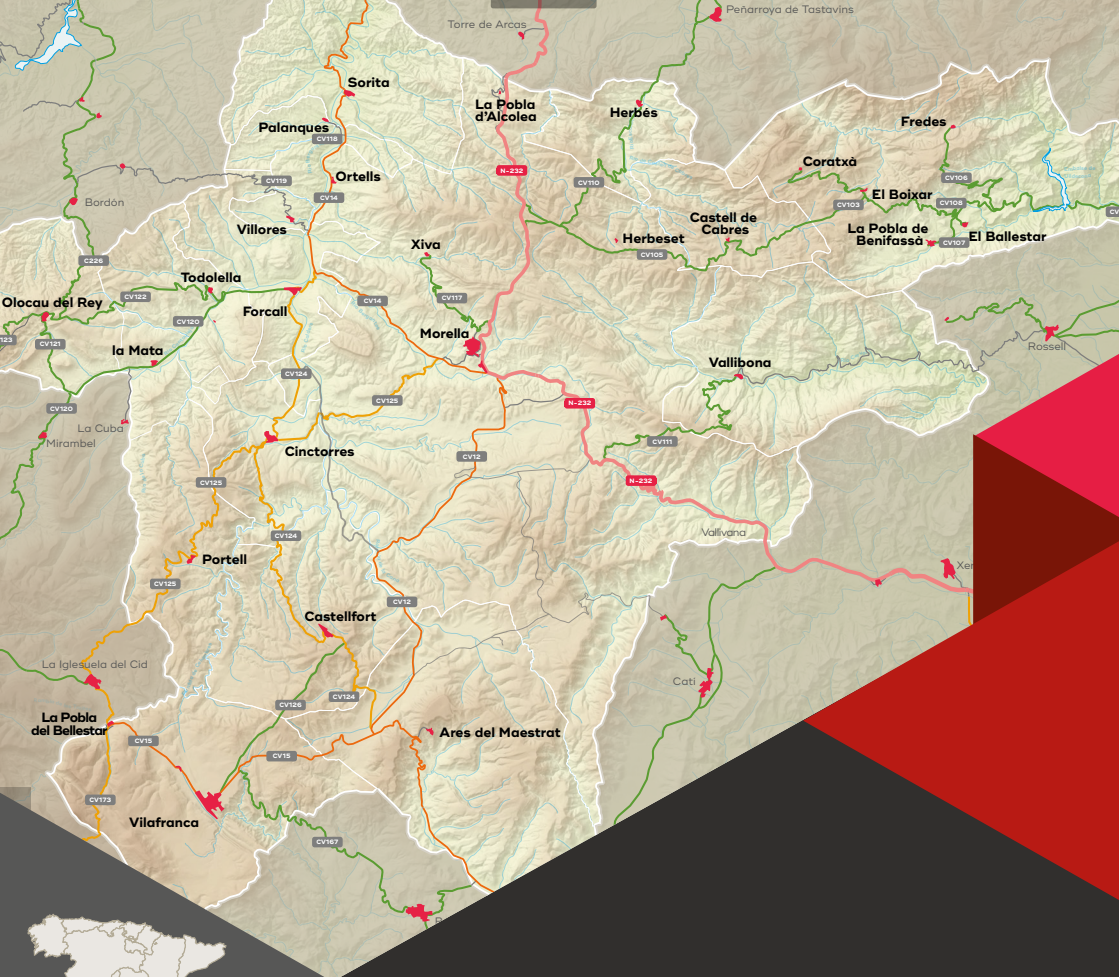 Peñarroya de Tastavins
Torre de Arcas
Sorita
La Pobla
d'Alcolea
Herbés
Palanques
CV118
Fredes
Coratxà
N-232
Ortells
CV119
CV110
CV106
CV14
El Boixar
CV103
CV106
Bordón
Villores
Castell de
Cabres
La Pobla de
Benifassà
CV107
El Ballestar
Herbeset
CV105
Xiva
C226
Todolella
CV122
CV14
CV117
Olocau del Rey
Forcall
CV120
Morella
123
CV121
la Mata
Rossell
Vallibona
CV124
CV125
CV120
N-232
La Cuba
Mirambel
CV111
Cinctorres
CV12
CV125
N-232
CV124
Vallivana
Portell
CV125
CV12
Castellfort
La Iglesuela del Cid
Catí
CV124
CV126
La Pobla
del Bellestar
CV15
Ares del Maestrat
CV15
CV173
Vilafranca
CV167